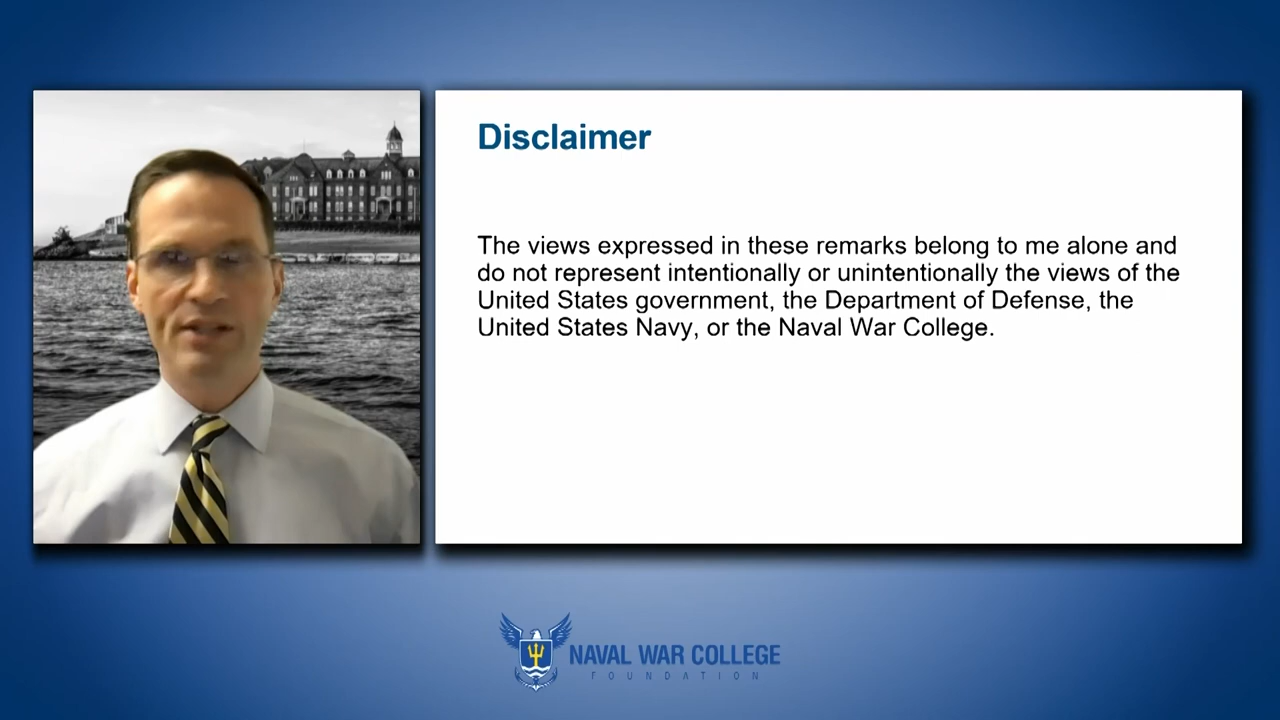 Disclaimer
The views expressed in these remarks belong to me alone and
do not represent intentionally or unintentionally the views of the
United States government, the Department of Defense, the
United States Navy, or the Naval War College.
NAVAL WAR COLLEGE
FOUNDATION